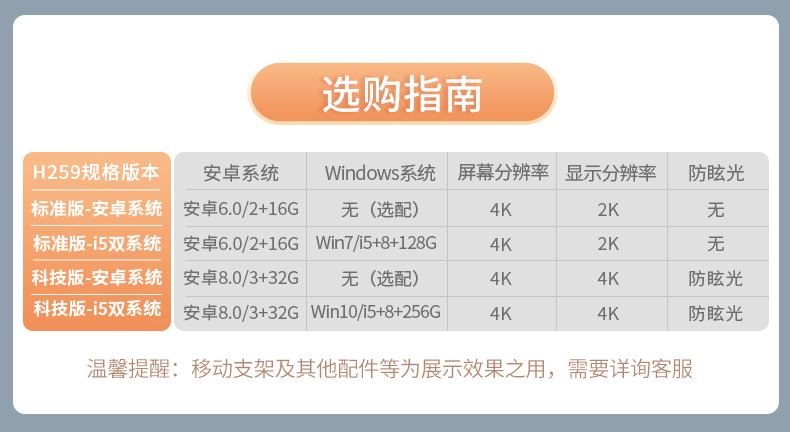 选购指南
H259规格版本 安卓系统 Windows系统 屏幕分辨率 显示分辨率 防眩光
标准版-安卓系统 安卓6.0/2+16G 无（选配） 4K 2K 无
标准版-i5双系统 安卓6.0/2+16G Win7/i5+8+128G 4K 2K 无
科技版-安卓系统 安卓8.0/3+32G 无（选配） 4K 4K 防眩光
科技版-i5双系统 安卓8.0/3+32G Win10/i5+8+256G 4K 4K 防眩光
温馨提醒：移动支架及其他配件等为展示效果之用，需要详询客服